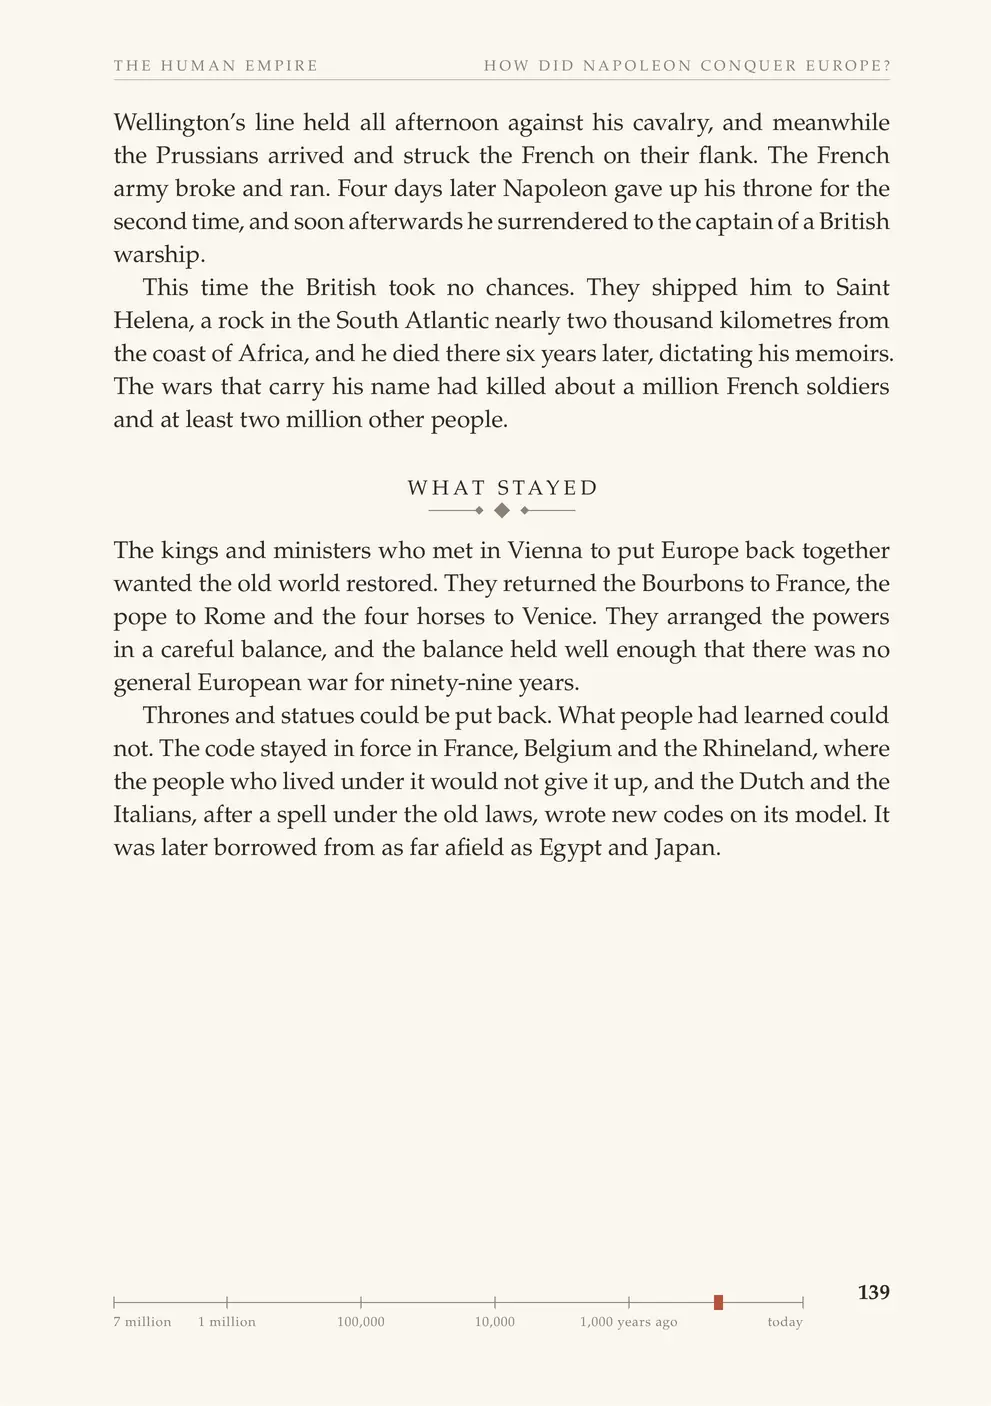 THE HUMAN EMPIRE
HOW DID NAPOLEON CONQUER EUROPE?
Wellington’s line held all afternoon against his cavalry, and meanwhile
the Prussians arrived and struck the French on their flank. The French
army broke and ran. Four days later Napoleon gave up his throne for the
second time, and soon afterwards he surrendered to the captain of a British
warship.
This time the British took no chances. They shipped him to Saint
Helena, a rock in the South Atlantic nearly two thousand kilometres from
the coast of Africa, and he died there six years later, dictating his memoirs.
The wars that carry his name had killed about a million French soldiers
and at least two million other people.
WHAT STAYED
The kings and ministers who met in Vienna to put Europe back together
wanted the old world restored. They returned the Bourbons to France, the
pope to Rome and the four horses to Venice. They arranged the powers
in a careful balance, and the balance held well enough that there was no
general European war for ninety-nine years.
Thrones and statues could be put back. What people had learned could
not. The code stayed in force in France, Belgium and the Rhineland, where
the people who lived under it would not give it up, and the Dutch and the
Italians, after a spell under the old laws, wrote new codes on its model. It
was later borrowed from as far afield as Egypt and Japan.
139
7 million 1 million 100,000 10,000 1,000 years ago today